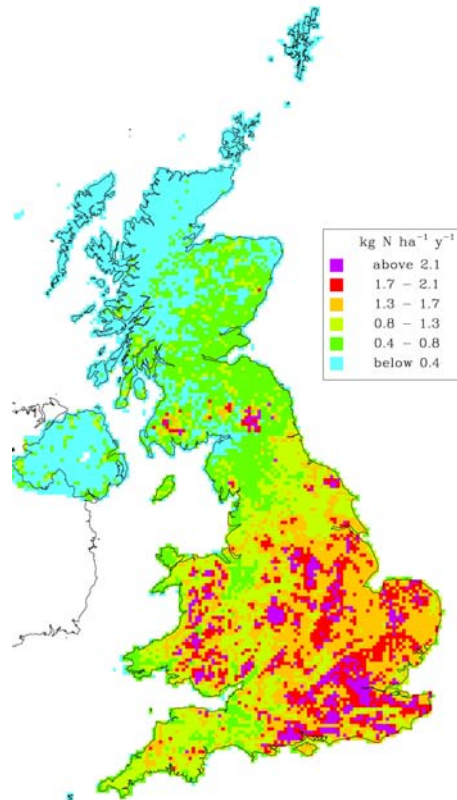 kg N ha⁻¹ y⁻¹
above 2.1
1.7 – 2.1
1.3 – 1.7
0.8 – 1.3
0.4 – 0.8
below 0.4